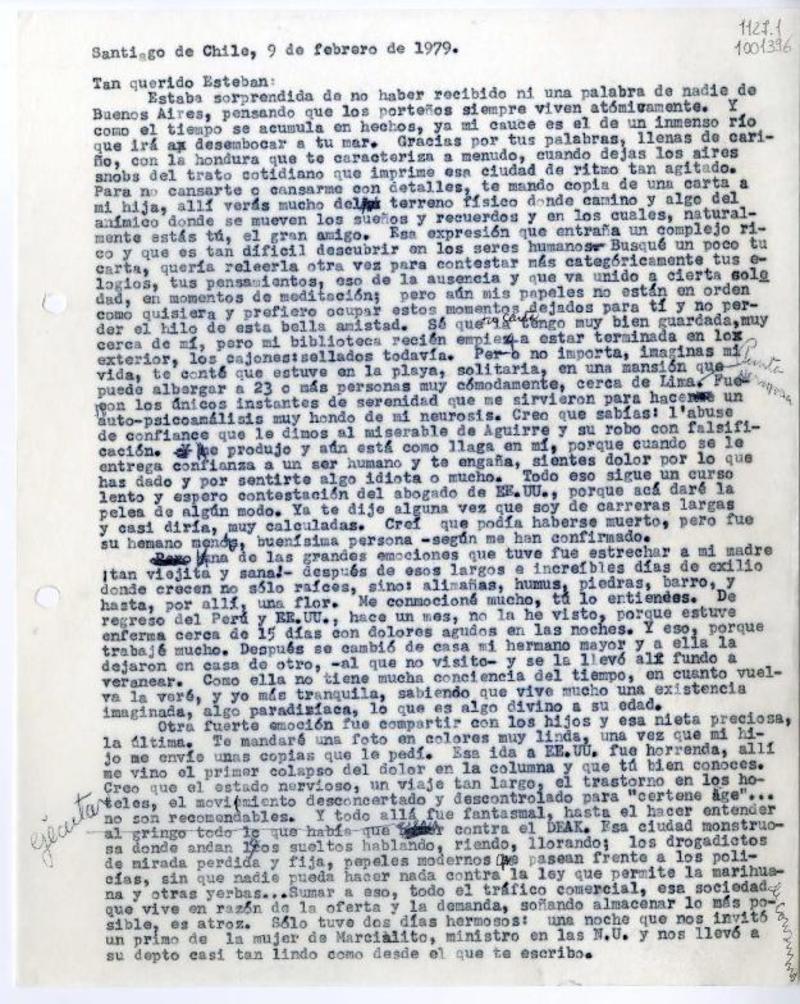 1127.1
1001396
Santiago de Chile, 9 de febrero de 1979.
Tan querido Esteban:
Estaba sorprendida de no haber recibido ni una palabra de nadie de
Buenos Aires, pensando que los porteños siempre viven atómicamente. Y
como el tiempo se acumula en hechos, ya mi cauce es el de un inmenso río
que irá a desembocar a tu mar. Gracias por tus palabras, llenas de cari-
ño, con la hondura que te caracteriza a menudo, cuando dejas los aires
snobs del trato cotidiano que imprime esa ciudad de ritmo tan agitado.
Para no cansarte o cansarme con detalles, te mando copia de una carta a
mi hija, allí verás mucho del terreno físico donde camino y algo del
anímico donde se mueven los sueños y recuerdos y en los cuales, natural-
mente estás tú, el gran amigo. Esa expresión que entraña un complejo ri-
co y que es tan difícil descubrir en los seres humanos. Busqué un poco tu
carta, quería releerla otra vez para contestar más categóricamente tus e-
logios, tus pensamientos, eso de la ausencia y que va unido a cierta sole
dad, en momentos de meditación; pero aún mis papeles no están en orden
como quisiera y prefiero ocupar estos momentos dejados para tí y no per-
der el hilo de esta bella amistad. Sé que la tengo muy bien guardada, muy
cerca de mí, pero mi biblioteca recién empieza a estar terminada en lox
exterior, los cajones:sellados todavía. Pero no importa, imaginas mi
vida, te conté que estuve en la playa, solitaria, en una mansión que
puede albergar a 23 o más personas muy cómodamente, cerca de Lima. Fue-
Punta
Hermosa
ron los únicos instantes de serenidad que me sirvieron para hacerme un
auto-psicoamálisis muy hondo de mi neurosis. Creo que sabías: l'abuse
de confiance que le dimos al miserable de Aguirre y su robo con falsifi-
cación. Me produjo y aún está como llaga en mí, porque cuando se le
entrega confianza a un ser humano y te engaña, sientes dolor por lo que
has dado y por sentirte algo idiota o mucho. Todo eso sigue un curso
lento y espero contestación del abogado de EE.UU., porque acá daré la
pelea de algún modo. Ya te dije alguna vez que soy de carreras largas
y casi diría, muy calculadas. Creí que podía haberse muerto, pero fue
su hemano menos, buenísima persona -según me han confirmado.
Una de las grandes emociones que tuve fue estrechar a mi madre
¡tan viejita y sana!- después de esos largos e increíbles días de exilio
donde crecen no sólo raíces, sino: alimañas, humus, piedras, barro, y
hasta, por allí, una flor. Me conmocioné mucho, tú lo entiendes. De
regreso del Perú y EE.UU., hace un mes, no la he visto, porque estuve
enferma cerca de 15 días con dolores agudos en las noches. Y eso, porque
trabajé mucho. Después se cambió de casa mi hermano mayor y a ella la
dejaron en casa de otro, -al que no visito- y se la llevó al fundo a
veranear. Como ella no tiene mucha conciencia del tiempo, en cuanto vuel-
va la veré, y yo más tranquila, sabiendo que vive mucho una existencia
imaginada, algo paradisíaca, lo que es algo divino a su edad.
Otra fuerte emoción fue compartir con los hijos y esa nieta preciosa,
la última. Te mandaré una foto en colores muy linda, una vez que mi hi-
jo me envíe unas copias que le pedí. Esa ida a EE.UU. fue horrenda, allí
me vino el primer colapso del dolor en la columna y que tú bien conoces.
Creo que el estado nervioso, un viaje tan largo, el trastorno en los ho-
teles, el movimiento desconcertado y descontrolado para "certene âge"...
no son recomendables. Y todo allá fue fantasmal, hasta el hacer entender
ejecutar
al gringo todo lo que había que contra el DEAK. Esa ciudad monstruo-
sa donde andan locos sueltos hablando, riendo, llorando; los drogadictos
de mirada perdida y fija, pepeles modernos que pasean frente a los poli-
cías, sin que nadie pueda hacer nada contra la ley que permite la marihua-
na y otras yerbas...Sumar a eso, todo el tráfico comercial, esa sociedad
que vive en razón de la oferta y la demanda, soñando almacenar lo más po-
sible, es atroz. Sólo tuve dos días hermosos: una noche que nos invitó
un primo de la mujer de Marcialito, ministro en las N.U. y nos llevó a
su depto casi tan lindo como desde el que te escribo.